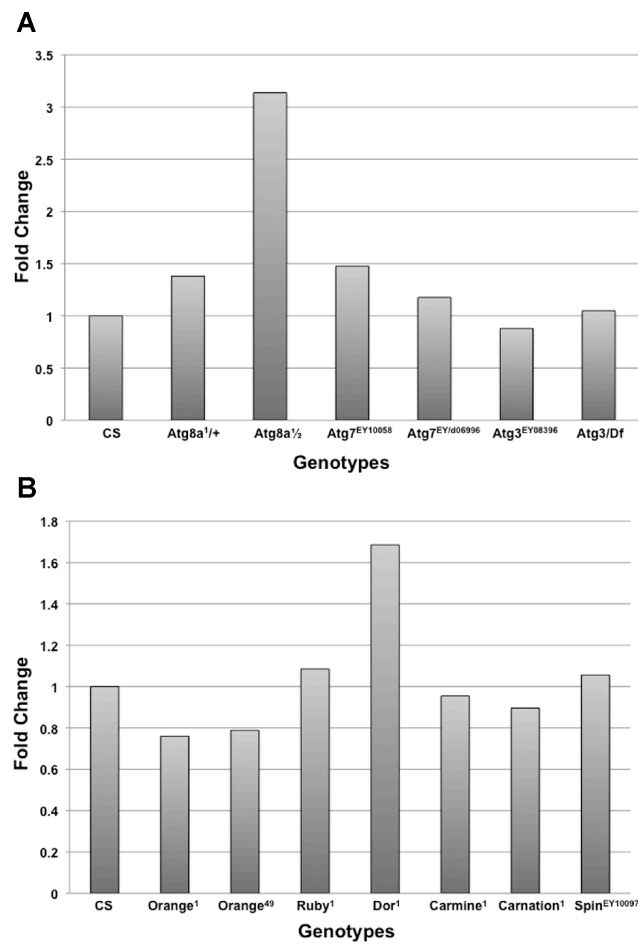 A
3.5
3
2.5
2
1.5
1
0.5
0
Fold Change
CS Atg8a¹/+ Atg8a½ Atg7ᴱʸ¹⁰⁰⁵⁸ Atg7ᴱʸ/ᵈ⁰⁶⁹⁹⁶ Atg3ᴱʸ⁰⁸³⁹⁶ Atg3/Df
Genotypes
B
1.8
1.6
1.4
1.2
1
0.8
0.6
0.4
0.2
0
Fold Change
CS Orange¹ Orange⁴⁹ Ruby¹ Dor¹ Carmine¹ Carnation¹ Spinᴱʸ¹⁰⁰⁹⁷
Genotypes